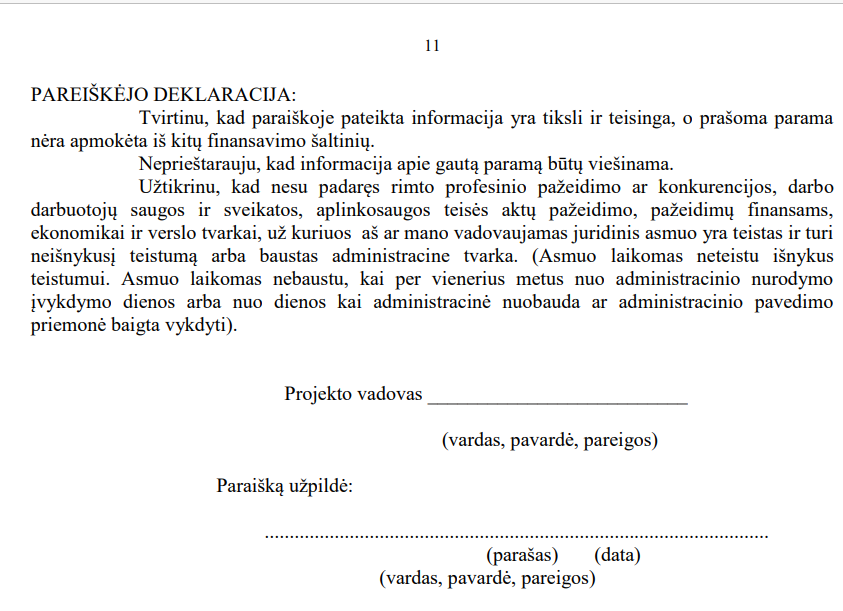 11
PAREIŠKĖJO DEKLARACIJA:
Tvirtinu, kad paraiškoje pateikta informacija yra tiksli ir teisinga, o prašoma parama
nėra apmokėta iš kitų finansavimo šaltinių.
Neprieštarauju, kad informacija apie gautą paramą būtų viešinama.
Užtikrinu, kad nesu padaręs rimto profesinio pažeidimo ar konkurencijos, darbo
darbuotojų saugos ir sveikatos, aplinkosaugos teisės aktų pažeidimo, pažeidimų finansams,
ekonomikai ir verslo tvarkai, už kuriuos aš ar mano vadovaujamas juridinis asmuo yra teistas ir turi
neišnykusį teistumą arba baustas administracine tvarka. (Asmuo laikomas neteistu išnykus
teistumui. Asmuo laikomas nebaustu, kai per vienerius metus nuo administracinio nurodymo
įvykdymo dienos arba nuo dienos kai administracinė nuobauda ar administracinio pavedimo
priemonė baigta vykdyti).
Projekto vadovas __________________________
(vardas, pavardė, pareigos)
Paraišką užpildė:
.....................................................................................................
(parašas) (data)
(vardas, pavardė, pareigos)